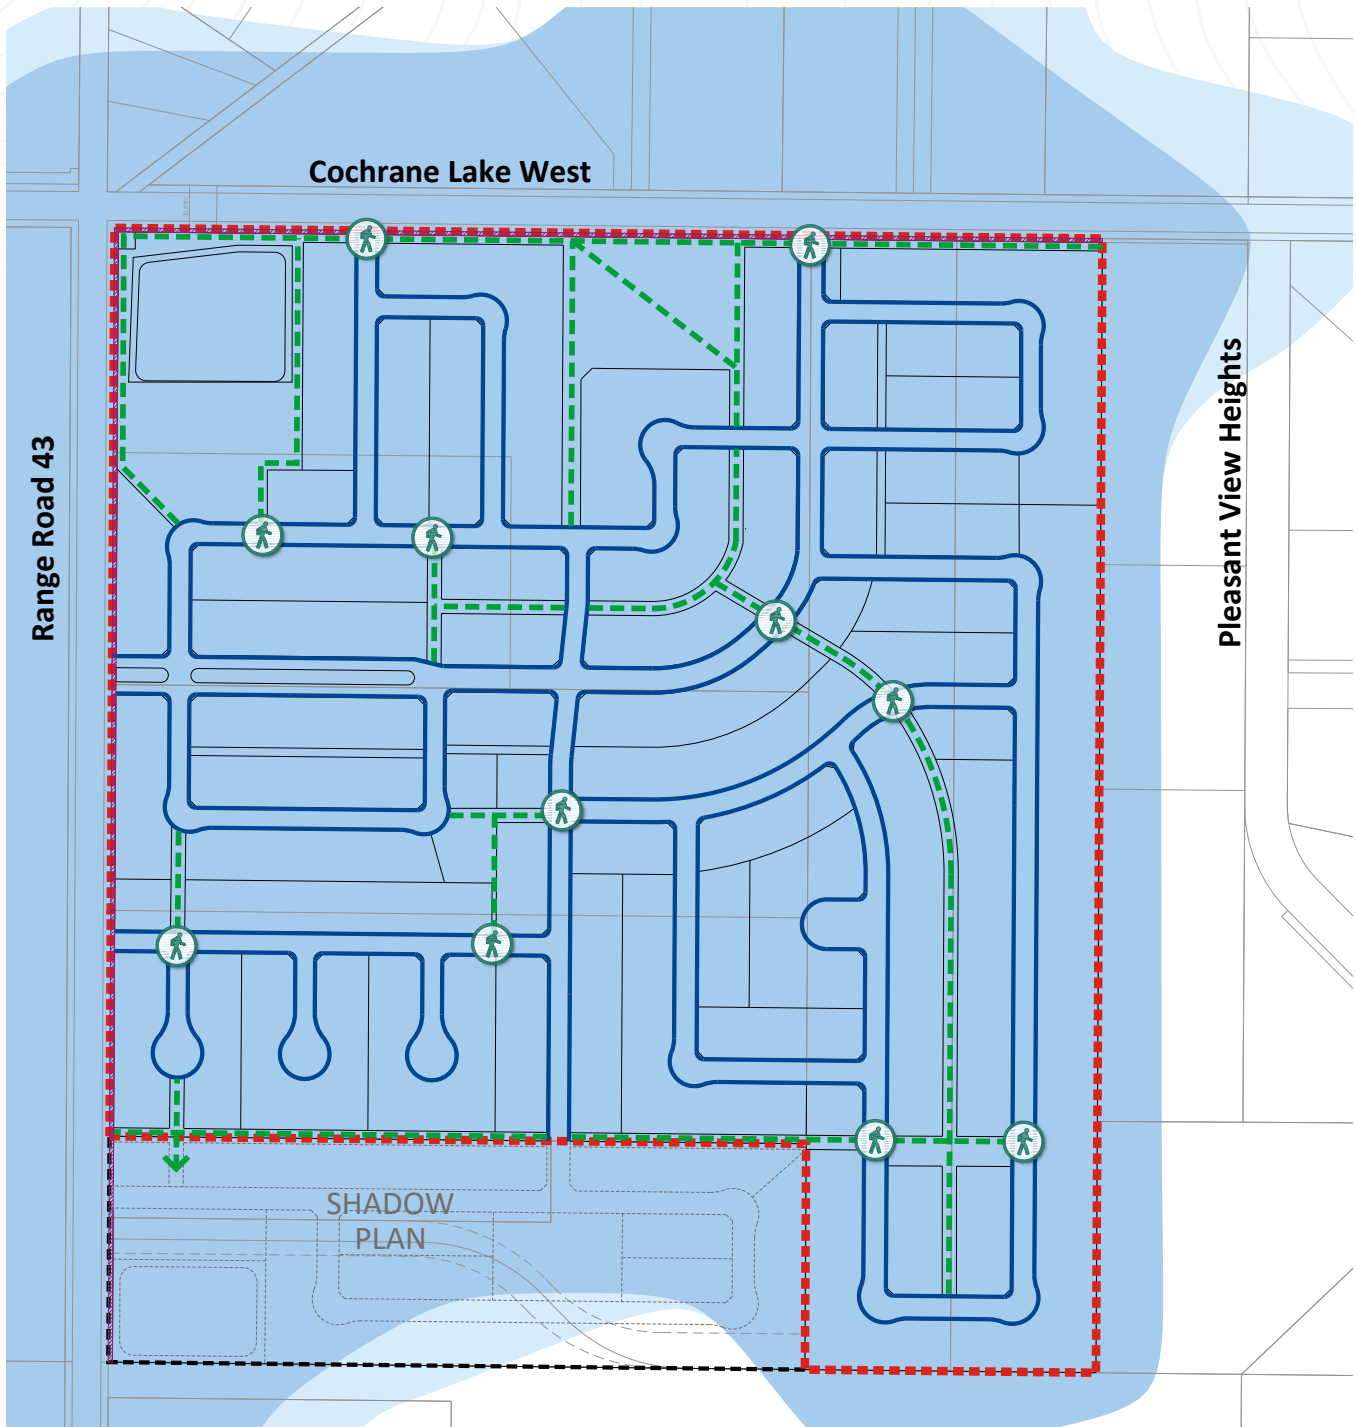 Cochrane Lake West
Range Road 43
Pleasant View Heights
SHADOW
PLAN